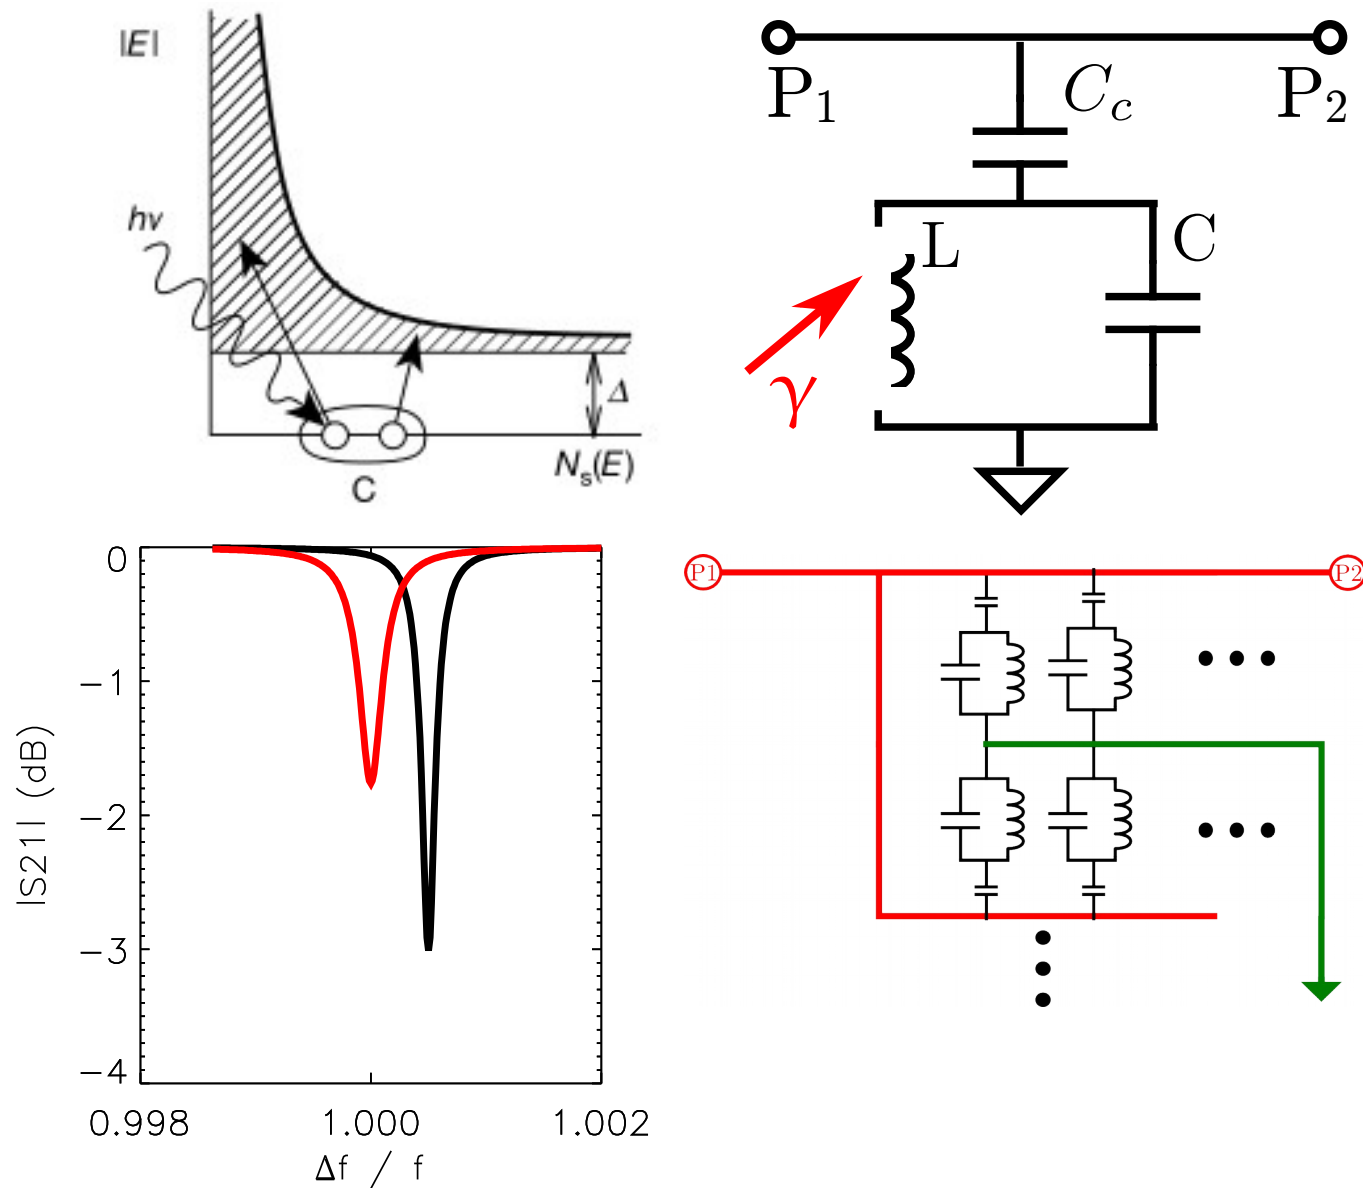 |E|
hν
Δ
N_s(E)
C
P₁
P₂
C_c
L
C
γ
0
−1
−2
−3
−4
|S21| (dB)
0.998 1.000 1.002
Δf / f
P1
P2